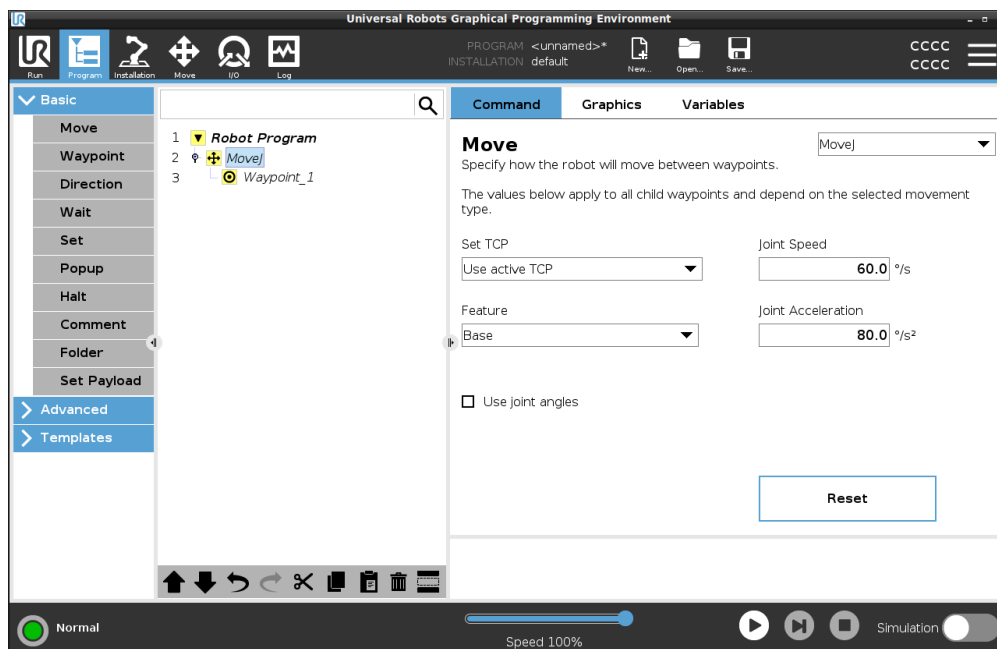 Universal Robots Graphical Programming Environment
UR
PROGRAM <unnamed>*
INSTALLATION default
Run
Program
Installation
Move
I/O
Log
New...
Open...
Save...
CCCC
CCCC
Basic
Move
Waypoint
Direction
Wait
Set
Popup
Halt
Comment
Folder
Set Payload
Advanced
Templates
1 Robot Program
2 MoveJ
3 Waypoint_1
Command Graphics Variables
Move
MoveJ
Specify how the robot will move between waypoints.
The values below apply to all child waypoints and depend on the selected movement
type.
Set TCP
Joint Speed
Use active TCP
60.0 °/s
Feature
Joint Acceleration
Base
80.0 °/s²
Use joint angles
Reset
Normal
Speed 100%
Simulation